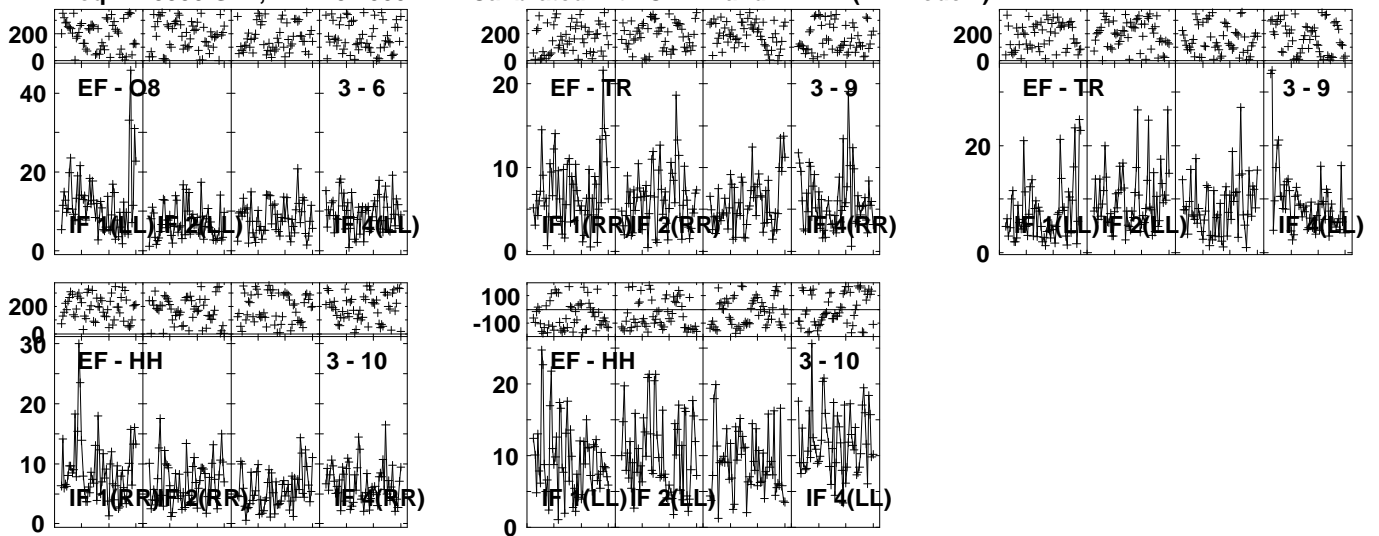 200
0
200
0
200
0
40
20
0
EF - O8
3 - 6
IF 1(LL) IF 2(LL) IF 4(LL)
20
10
0
EF - TR
3 - 9
IF 1(RR) IF 2(RR) IF 4(RR)
20
0
EF - TR
3 - 9
IF 1(LL) IF 2(LL) IF 4(LL)
200
0
30
20
10
0
EF - HH
3 - 10
IF 1(RR) IF 2(RR) IF 4(RR)
100
-100
20
10
0
EF - HH
3 - 10
IF 1(LL) IF 2(LL) IF 4(LL)